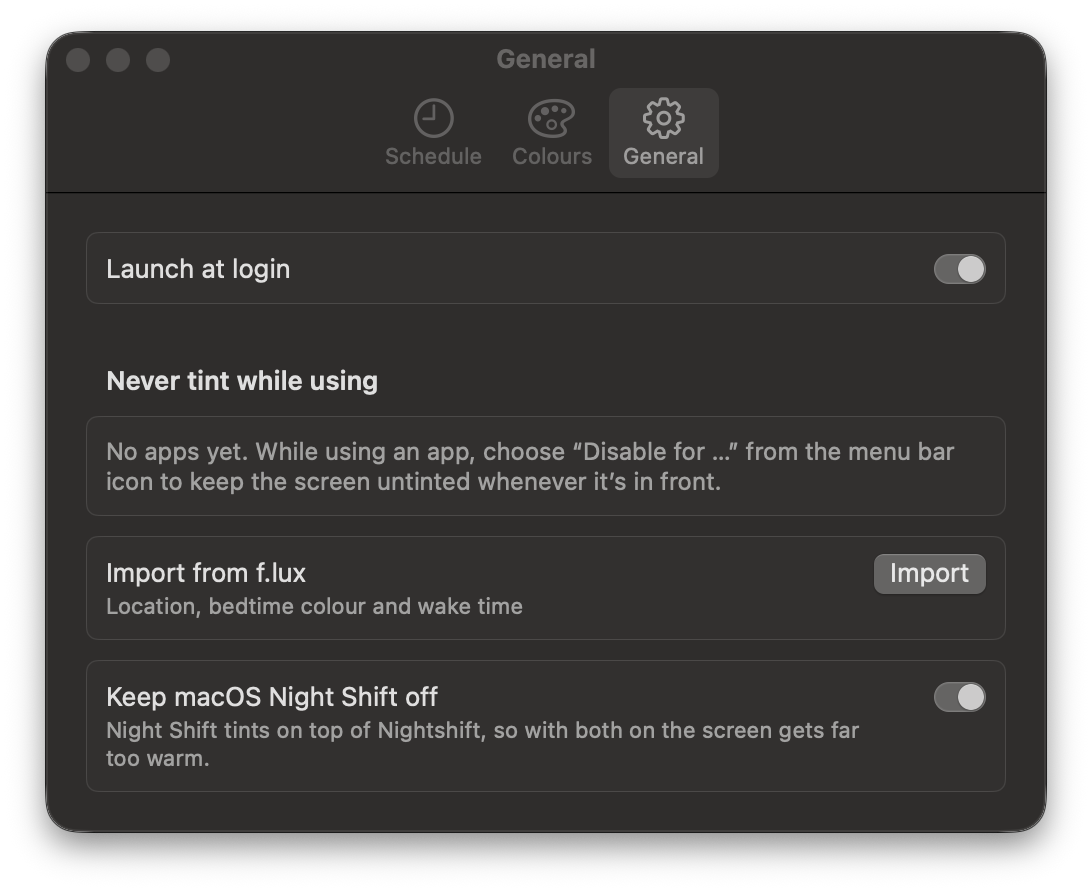 General
Schedule
Colours
General
Launch at login
Never tint while using
No apps yet. While using an app, choose “Disable for ...” from the menu bar
icon to keep the screen untinted whenever it’s in front.
Import from f.lux
Import
Location, bedtime colour and wake time
Keep macOS Night Shift off
Night Shift tints on top of Nightshift, so with both on the screen gets far
too warm.